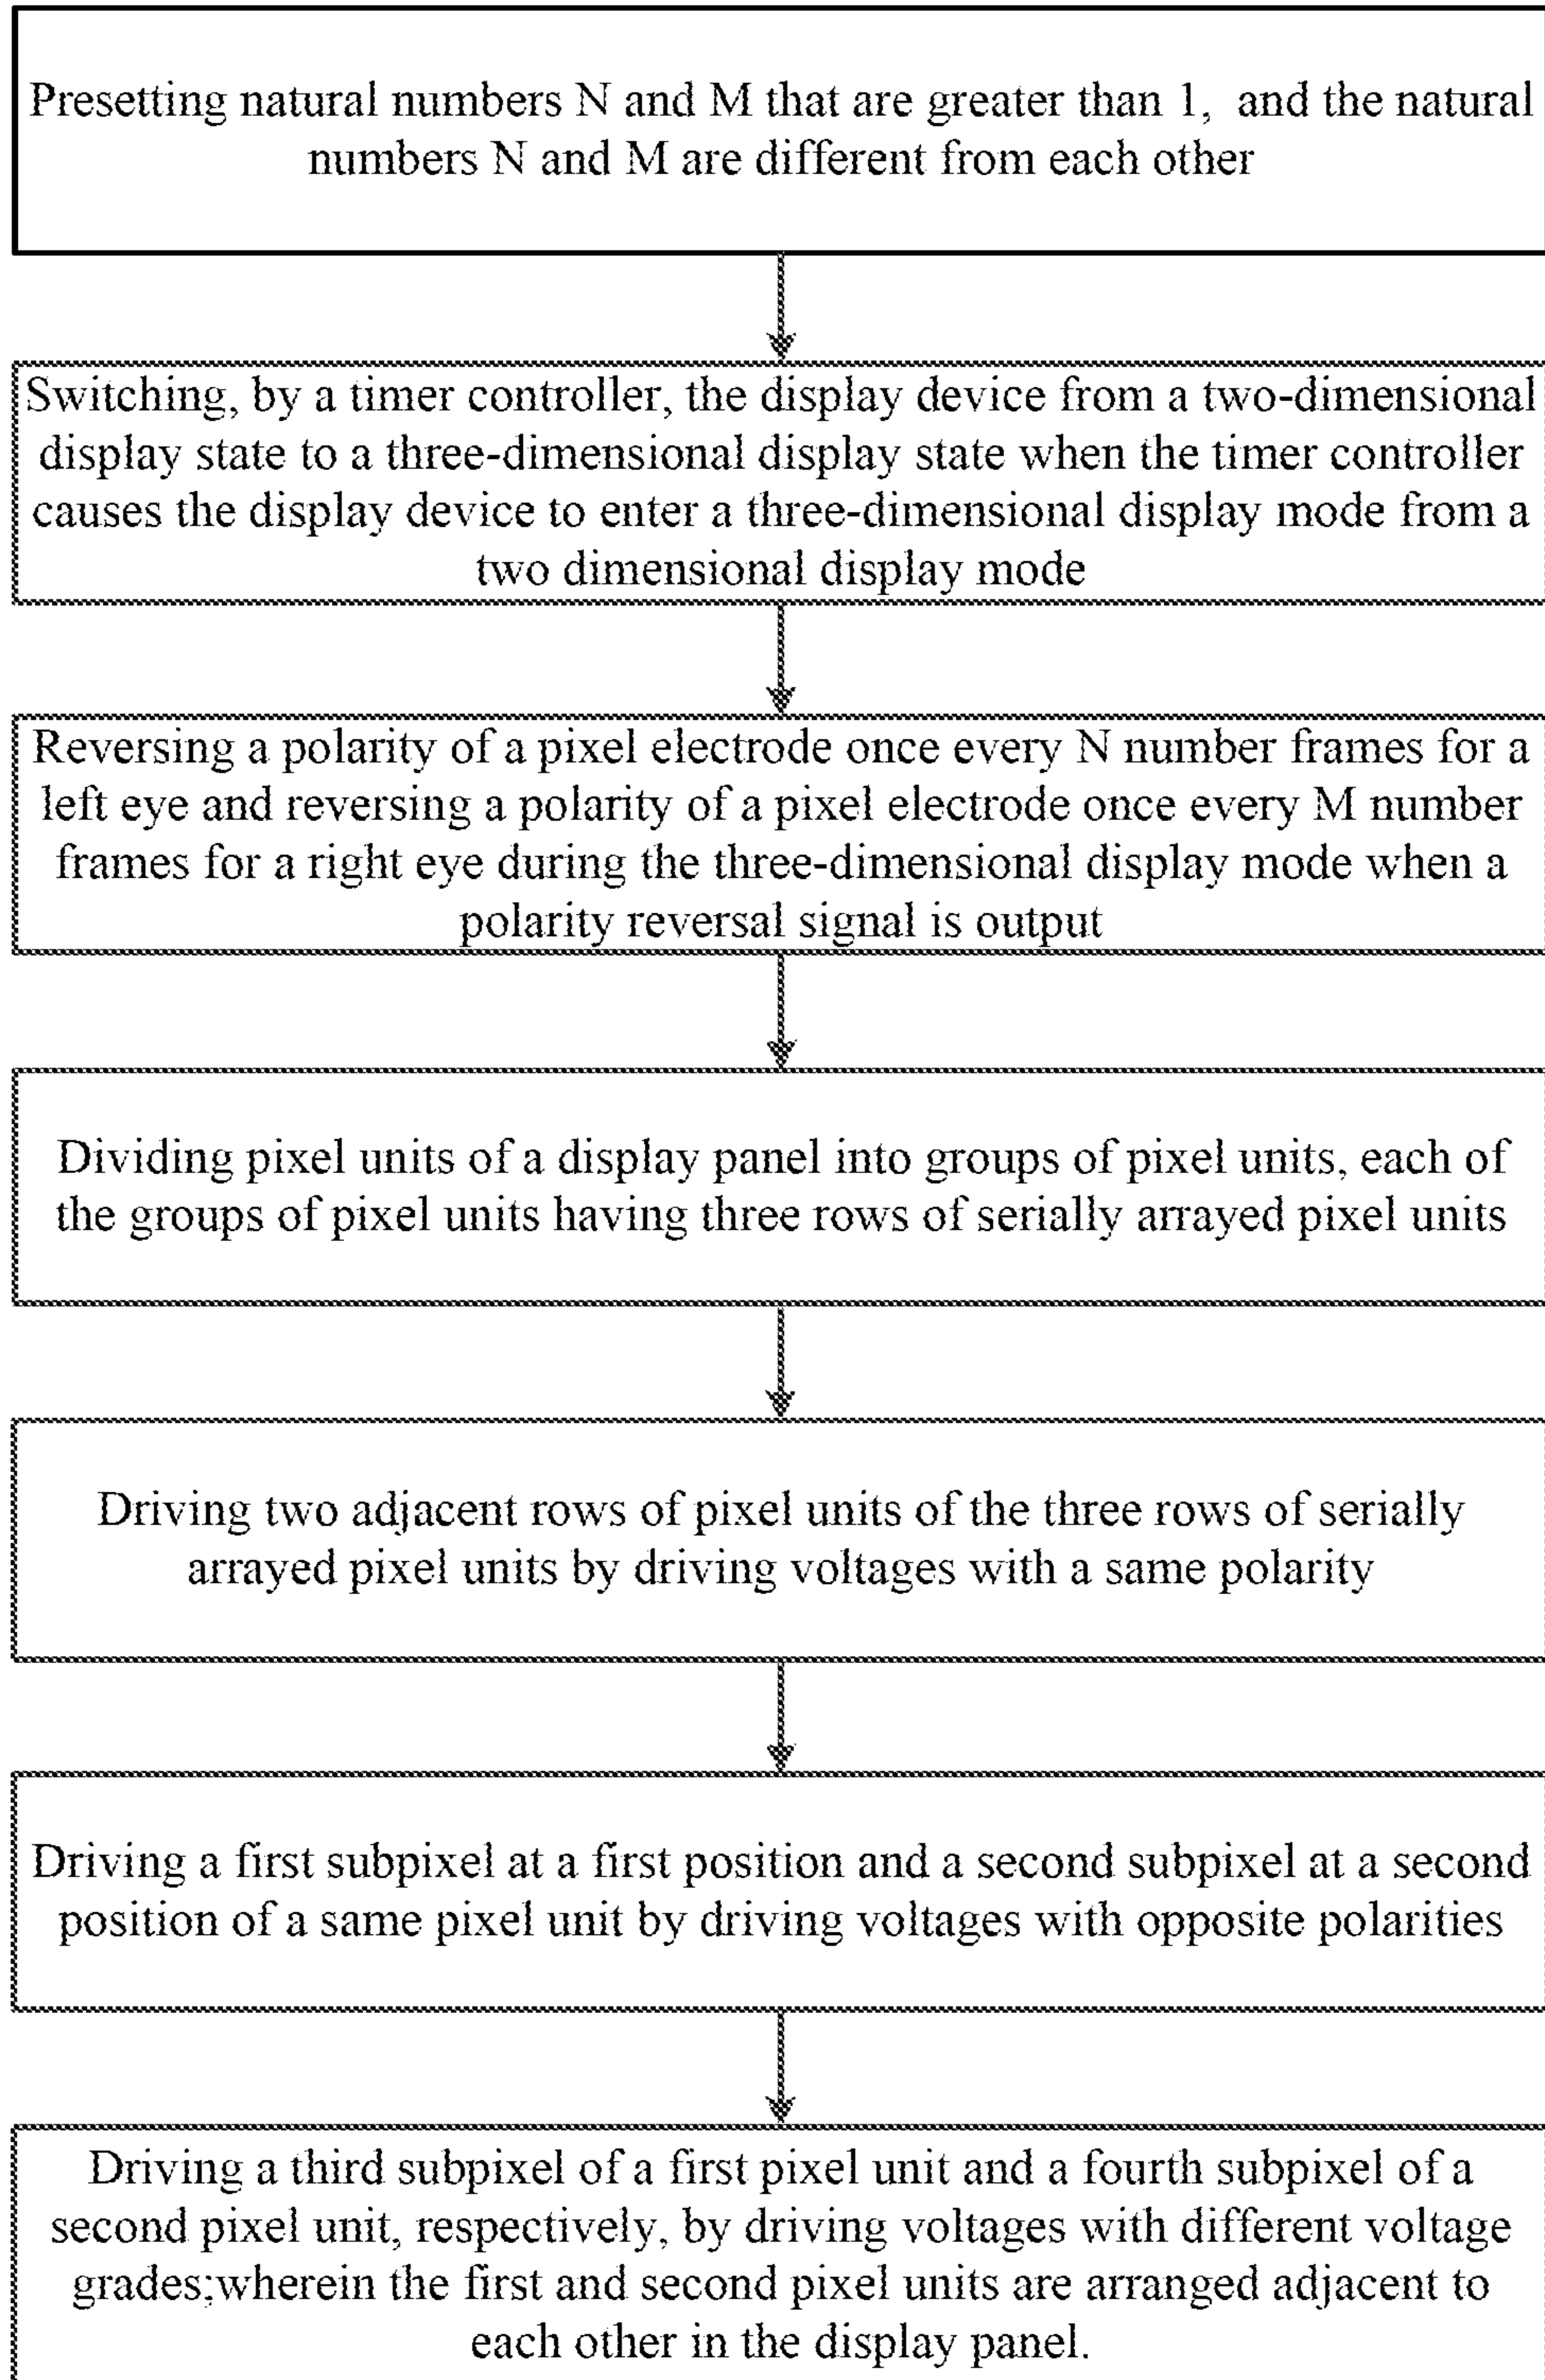 Presetting natural numbers N and M that are greater than 1, and the natural
numbers N and M are different from each other
Switching, by a timer controller, the display device from a two-dimensional
display state to a three-dimensional display state when the timer controller
causes the display device to enter a three-dimensional display mode from a
two dimensional display mode
Reversing a polarity of a pixel electrode once every N number frames for a
left eye and reversing a polarity of a pixel electrode once every M number
frames for a right eye during the three-dimensional display mode when a
polarity reversal signal is output
Dividing pixel units of a display panel into groups of pixel units, each of
the groups of pixel units having three rows of serially arrayed pixel units
Driving two adjacent rows of pixel units of the three rows of serially
arrayed pixel units by driving voltages with a same polarity
Driving a first subpixel at a first position and a second subpixel at a second
position of a same pixel unit by driving voltages with opposite polarities
Driving a third subpixel of a first pixel unit and a fourth subpixel of a
second pixel unit, respectively, by driving voltages with different voltage
grades;wherein the first and second pixel units are arranged adjacent to
each other in the display panel.